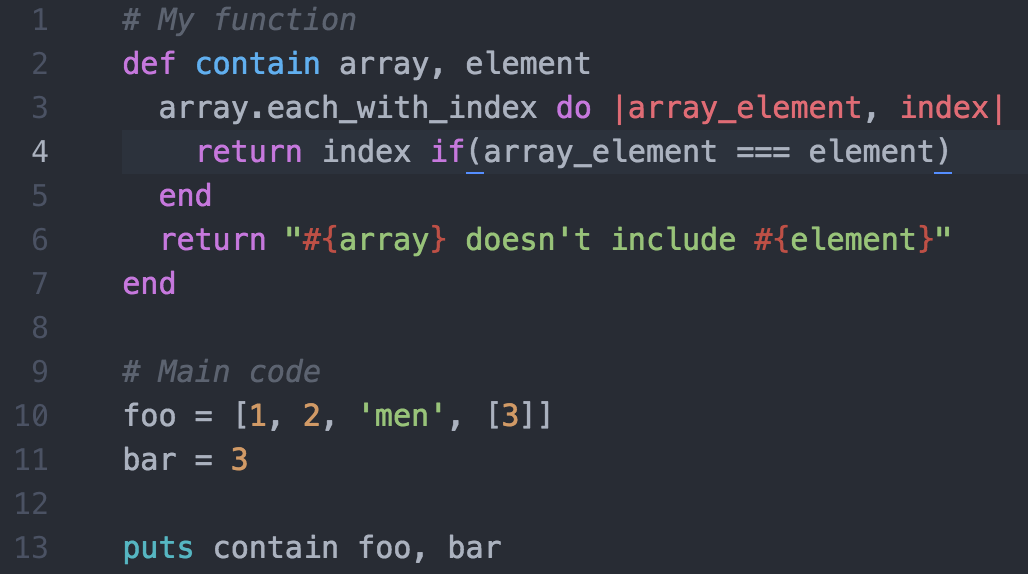 1 # My function
2 def contain array, element
3   array.each_with_index do |array_element, index|
4     return index if(array_element === element)
5   end
6   return "#{array} doesn't include #{element}"
7 end
8
9 # Main code
10 foo = [1, 2, 'men', [3]]
11 bar = 3
12
13 puts contain foo, bar